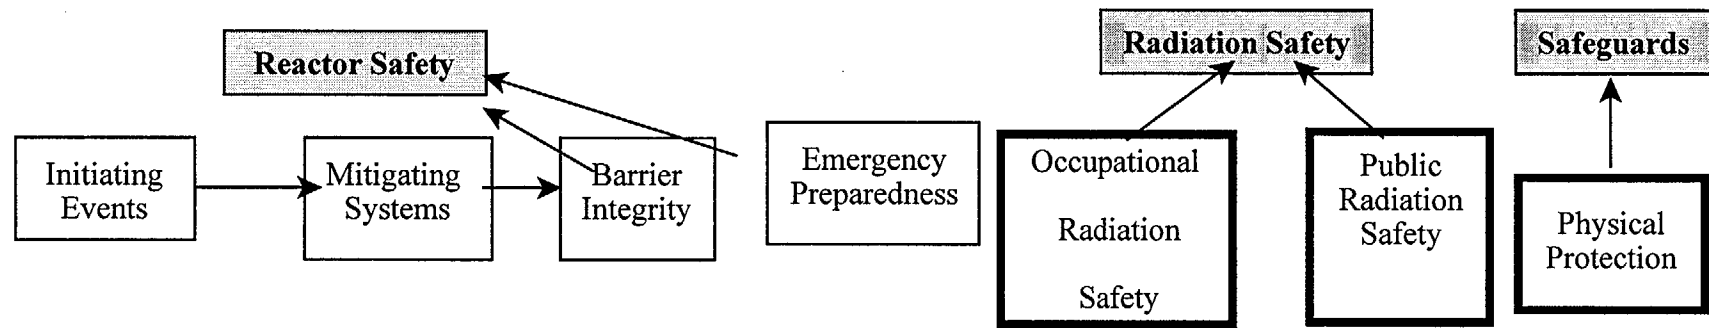 Reactor Safety
Radiation Safety
Safeguards
Initiating
Events
Mitigating
Systems
Barrier
Integrity
Emergency
Preparedness
Occupational
Radiation
Safety
Public
Radiation
Safety
Physical
Protection